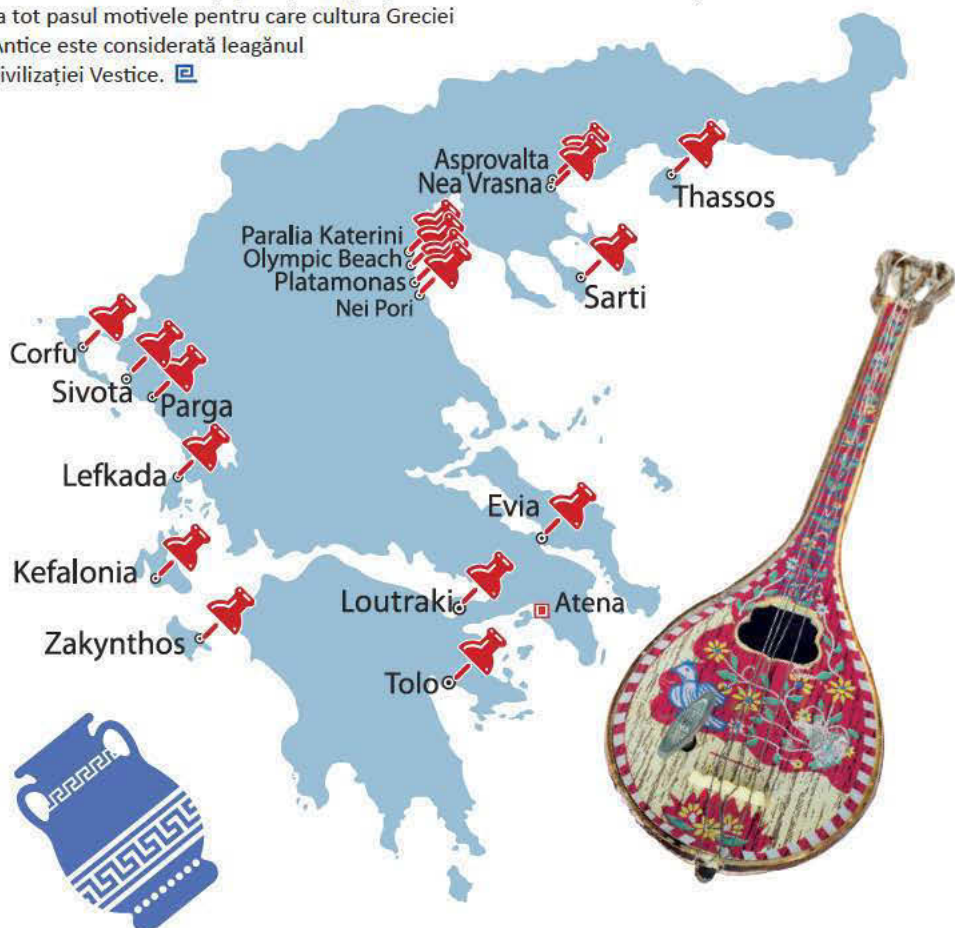 a tot pasul motivele pentru care cultura Greciei
Antice este considerată leagănul
ivilizației Vestice.
Asprovalta
Nea Vrasna
Thassos
Paralia Katerini
Olympic Beach
Platamonas
Nei Pori
Sarti
Corfu
Sivota
Parga
Lefkada
Evia
Kefalonia
Loutraki
Atena
Zakynthos
Tolo